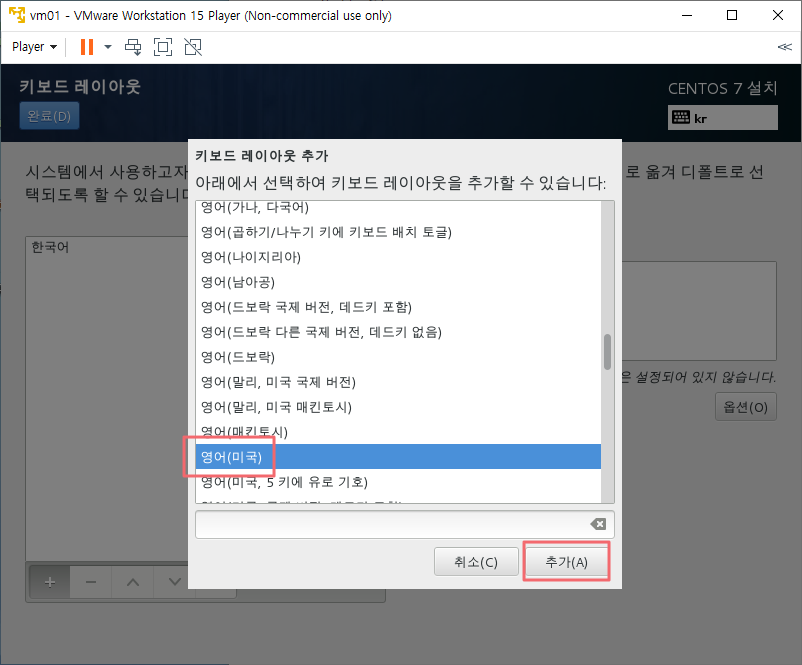 vm01 - VMware Workstation 15 Player (Non-commercial use only)
Player
키보드 레이아웃
CENTOS 7 설치
완료(D)
kr
키보드 레이아웃 추가
시스템에서 사용하고자
로 옮겨 디폴트로 선
아래에서 선택하여 키보드 레이아웃을 추가할 수 있습니다:
택되도록 할 수 있습니다
영어(가나, 다국어)
영어(곱하기/나누기 키에 키보드 배치 토글)
한국어
영어(나이지리아)
영어(남아공)
영어(드보락 국제 버전, 데드키 포함)
영어(드보락 다른 국제 버전, 데드키 없음)
영어(드보락)
영어(말리, 미국 국제 버전)
은 설정되어 있지 않습니다.
영어(말리, 미국 매킨토시)
옵션(O)
영어(매킨토시)
영어(미국)
영어(미국, 5 키에 유로 기호)
취소(C)
추가(A)